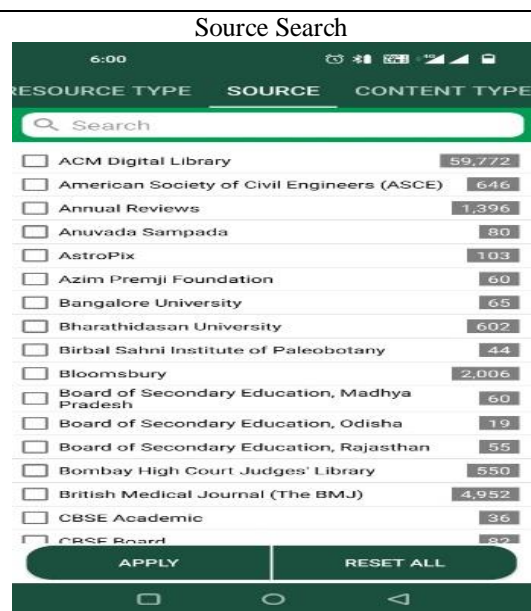 Source Search
6:00
RESOURCE TYPE SOURCE CONTENT TYPE
Search
ACM Digital Library 59,772
American Society of Civil Engineers (ASCE) 646
Annual Reviews 1,396
Anuvada Sampada 80
AstroPix 103
Azim Premji Foundation 60
Bangalore University 65
Bharathidasan University 602
Birbal Sahni Institute of Paleobotany 44
Bloomsbury 2,006
Board of Secondary Education, Madhya
Pradesh 60
Board of Secondary Education, Odisha 19
Board of Secondary Education, Rajasthan 55
Bombay High Court Judges' Library 550
British Medical Journal (The BMJ) 4,952
CBSE Academic 36
CBSE Board 82
APPLY RESET ALL